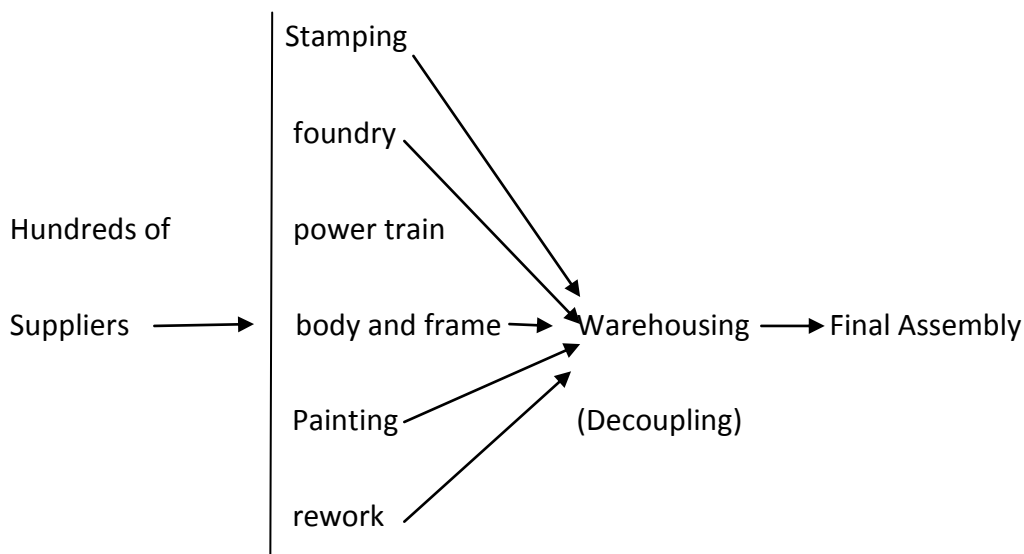 Stamping
foundry
Hundreds of
power train
Suppliers
body and frame
Warehousing
Final Assembly
Painting
(Decoupling)
rework